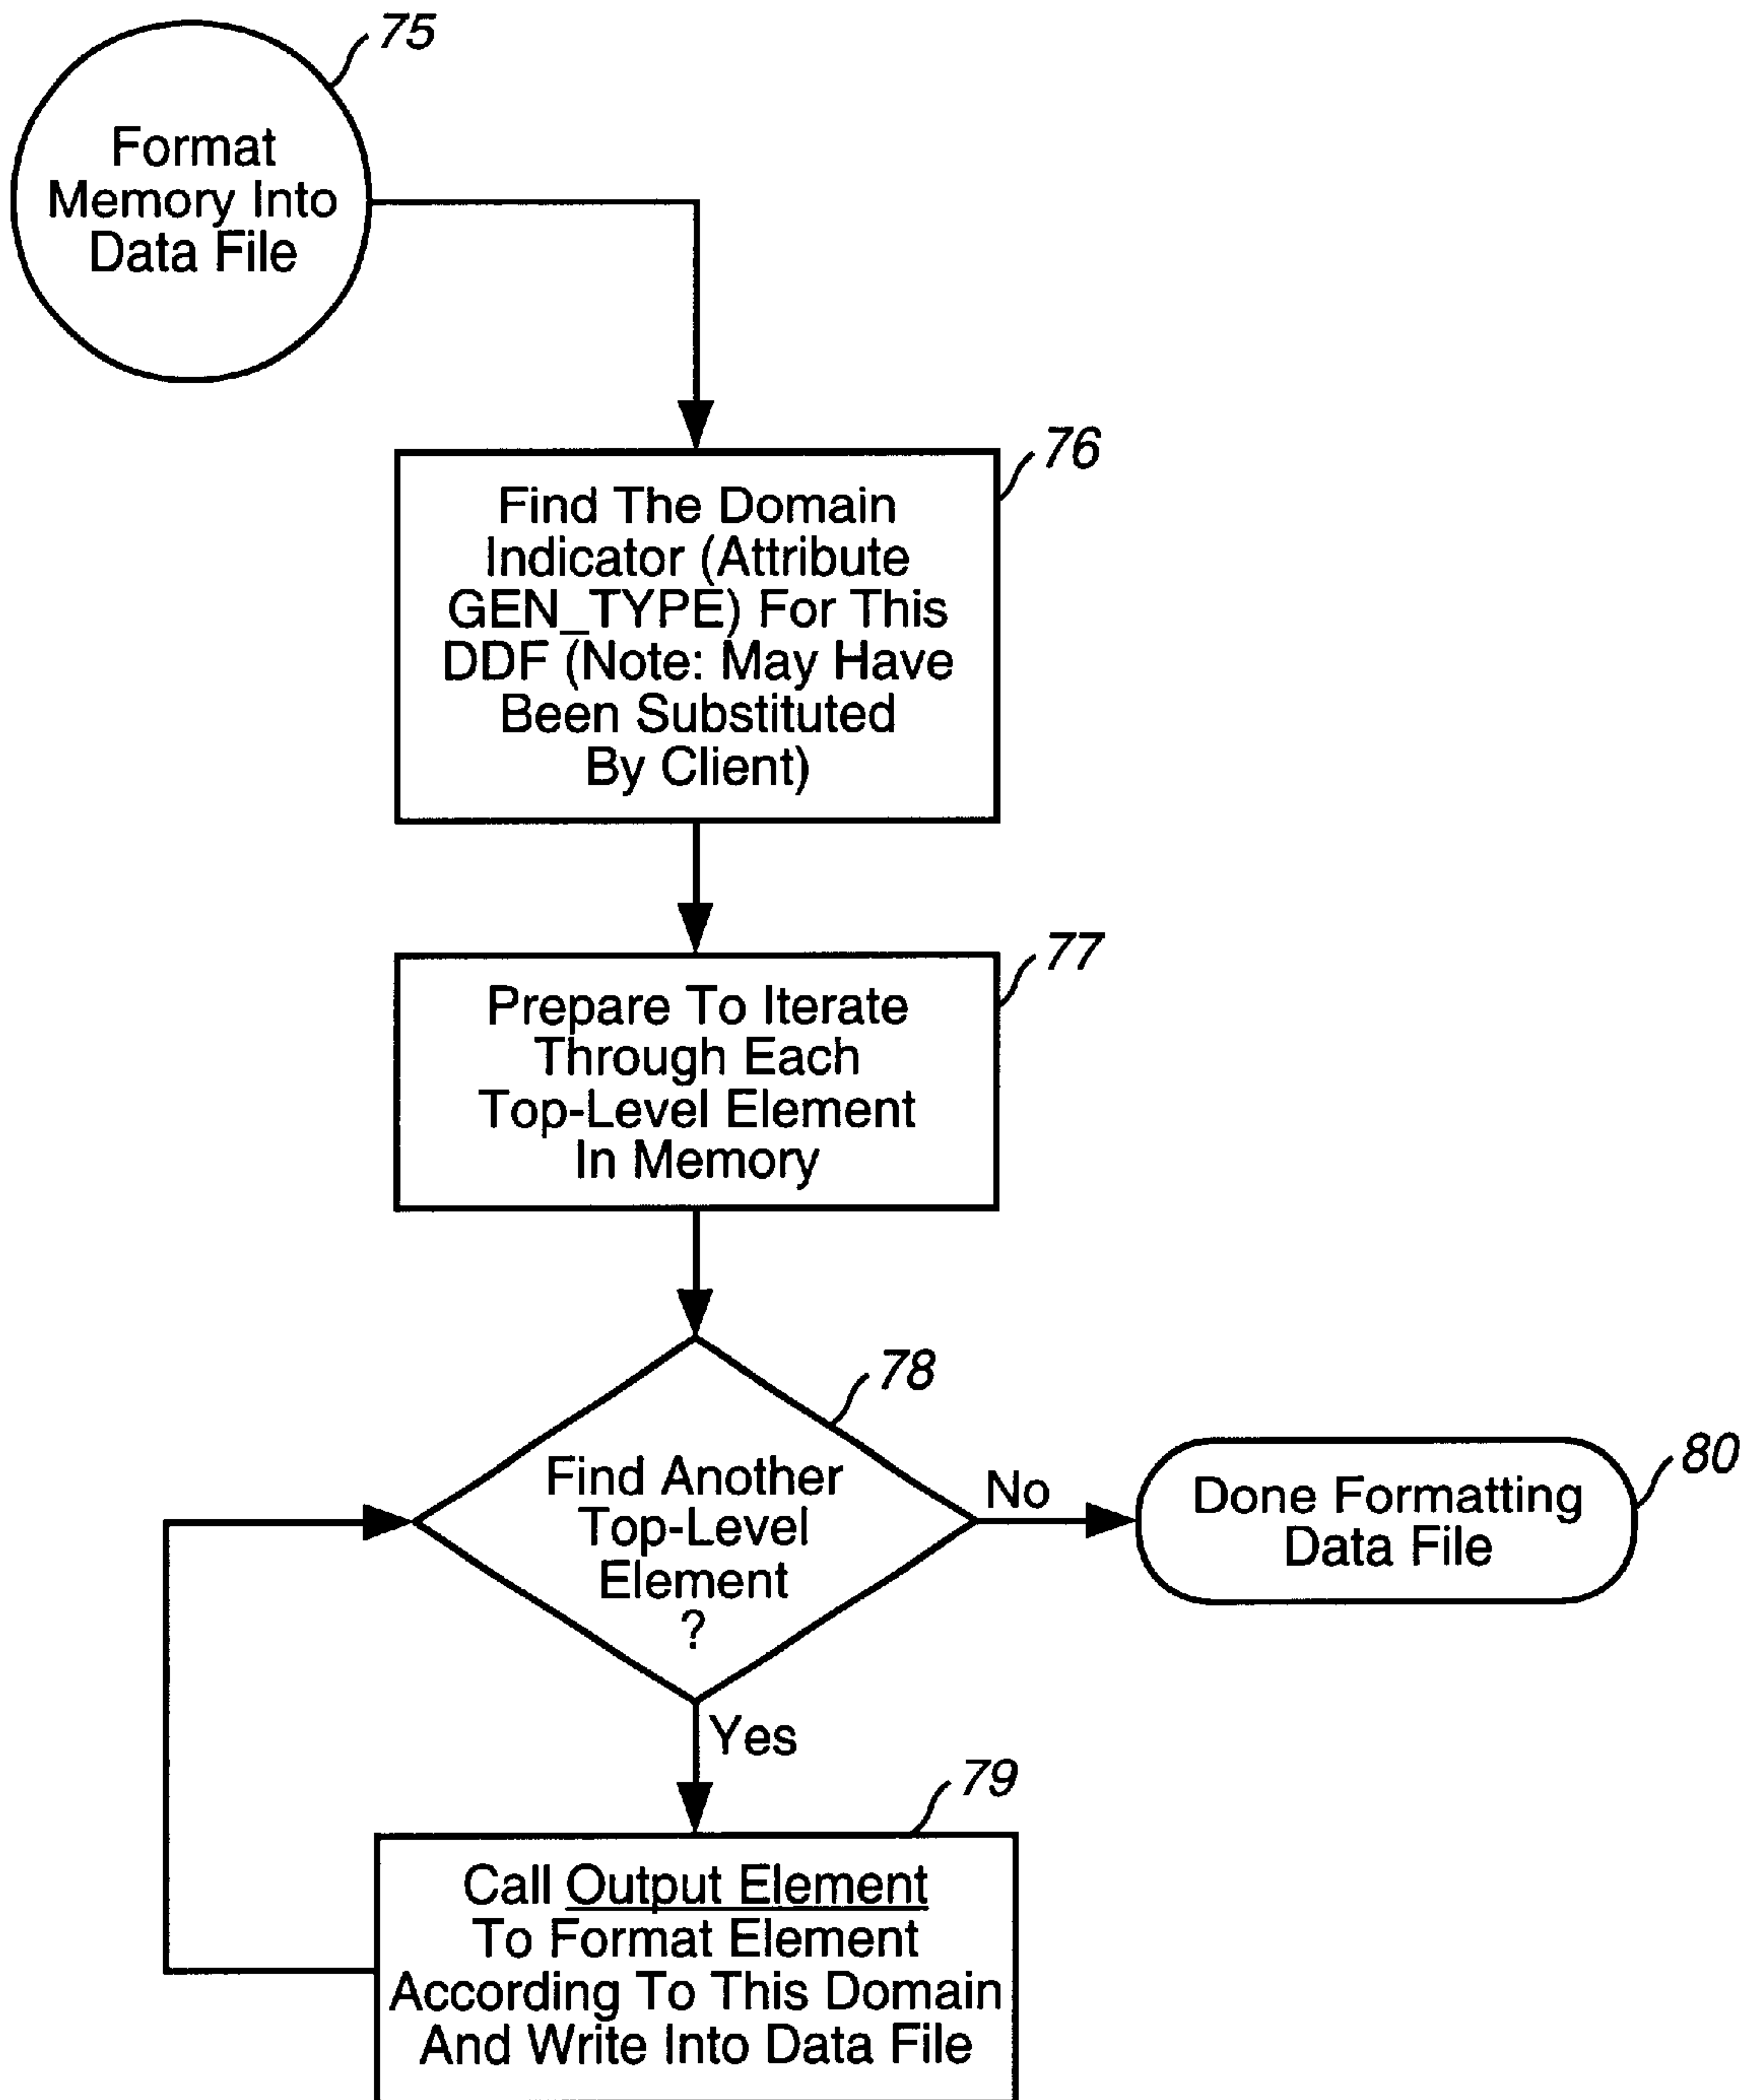 75
Format
Memory Into
Data File
76
Find The Domain
Indicator (Attribute
GEN_TYPE) For This
DDF (Note: May Have
Been Substituted
By Client)
77
Prepare To Iterate
Through Each
Top-Level Element
In Memory
78
Find Another
Top-Level
Element
?
No
80
Done Formatting
Data File
Yes
79
Call Output Element
To Format Element
According To This Domain
And Write Into Data File